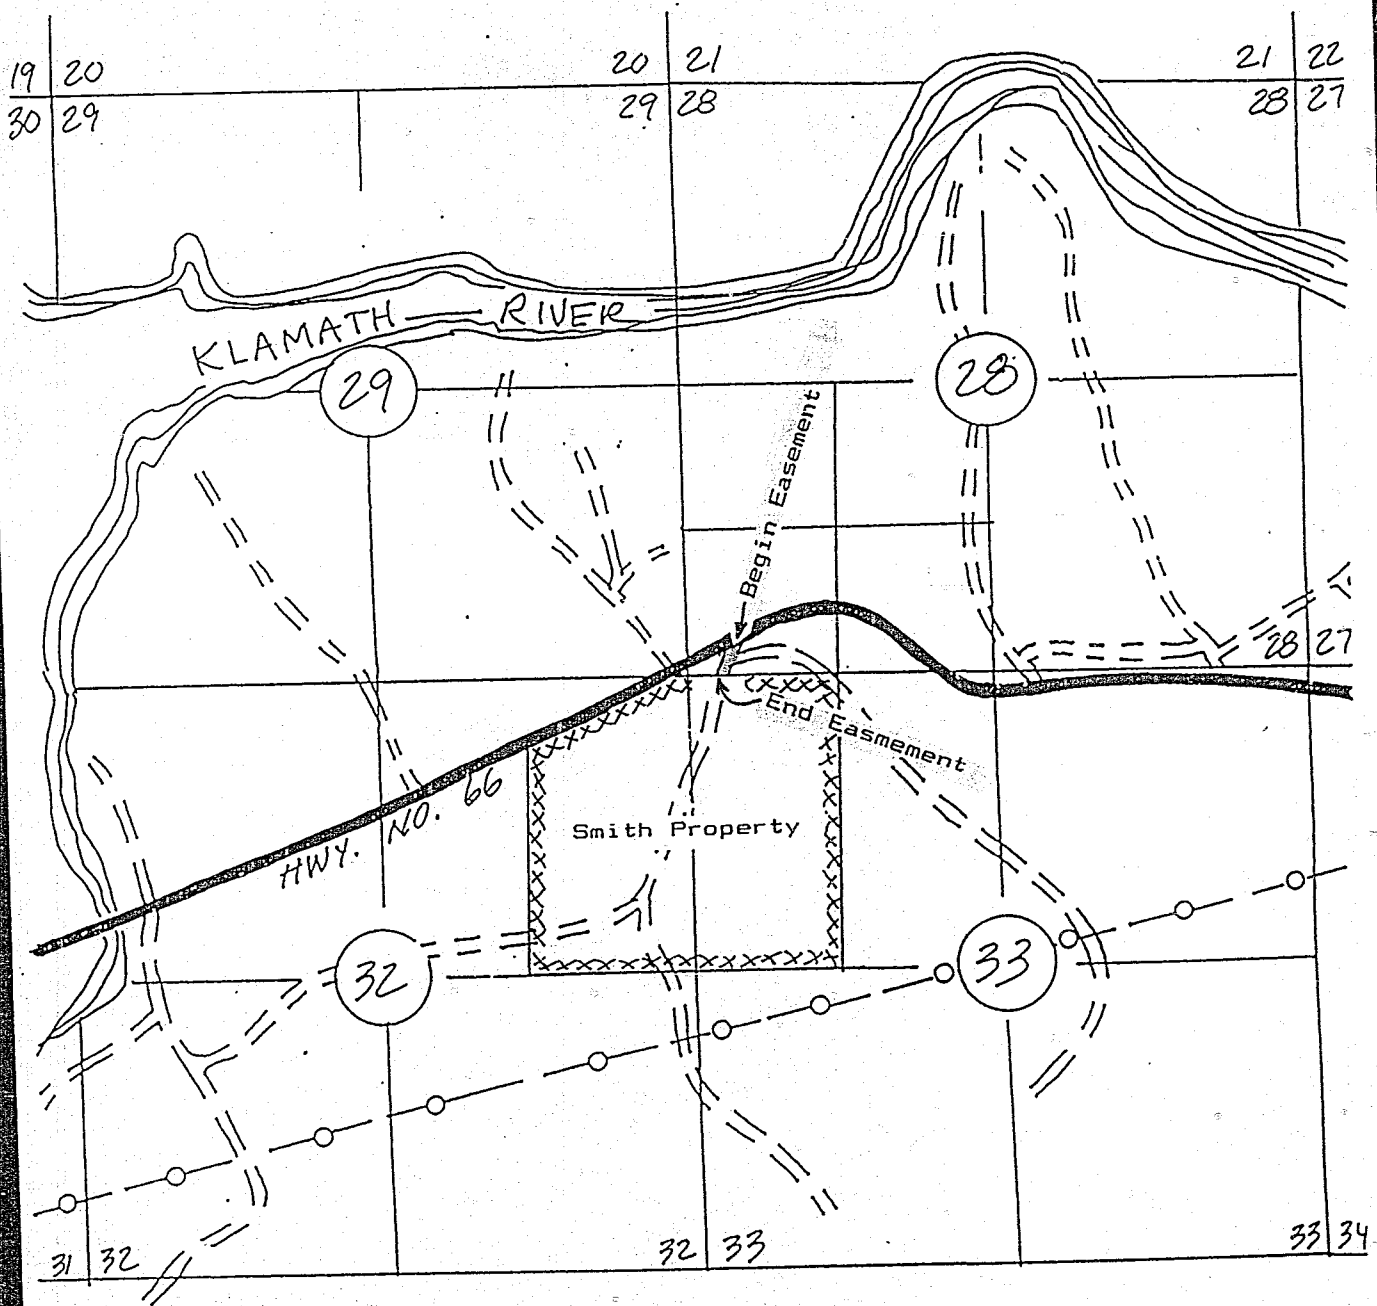 19 20
20 21
21 22
30 29
29 28
28 27
KLAMATH RIVER
29
28
Begin Easement
28 27
End Easmement
HWY. NO. 66
Smith Property
32
33
31 32
32 33
33 34